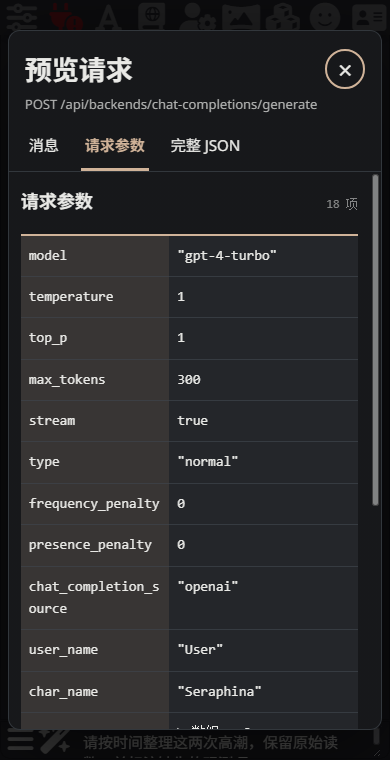 预览请求
POST /api/backends/chat-completions/generate
消息 请求参数 完整 JSON
请求参数 18 项
model "gpt-4-turbo"
temperature 1
top_p 1
max_tokens 300
stream true
type "normal"
frequency_penalty 0
presence_penalty 0
chat_completion_s "openai"
ource
user_name "User"
char_name "Seraphina"
请按时间整理这两次高潮，保留原始读